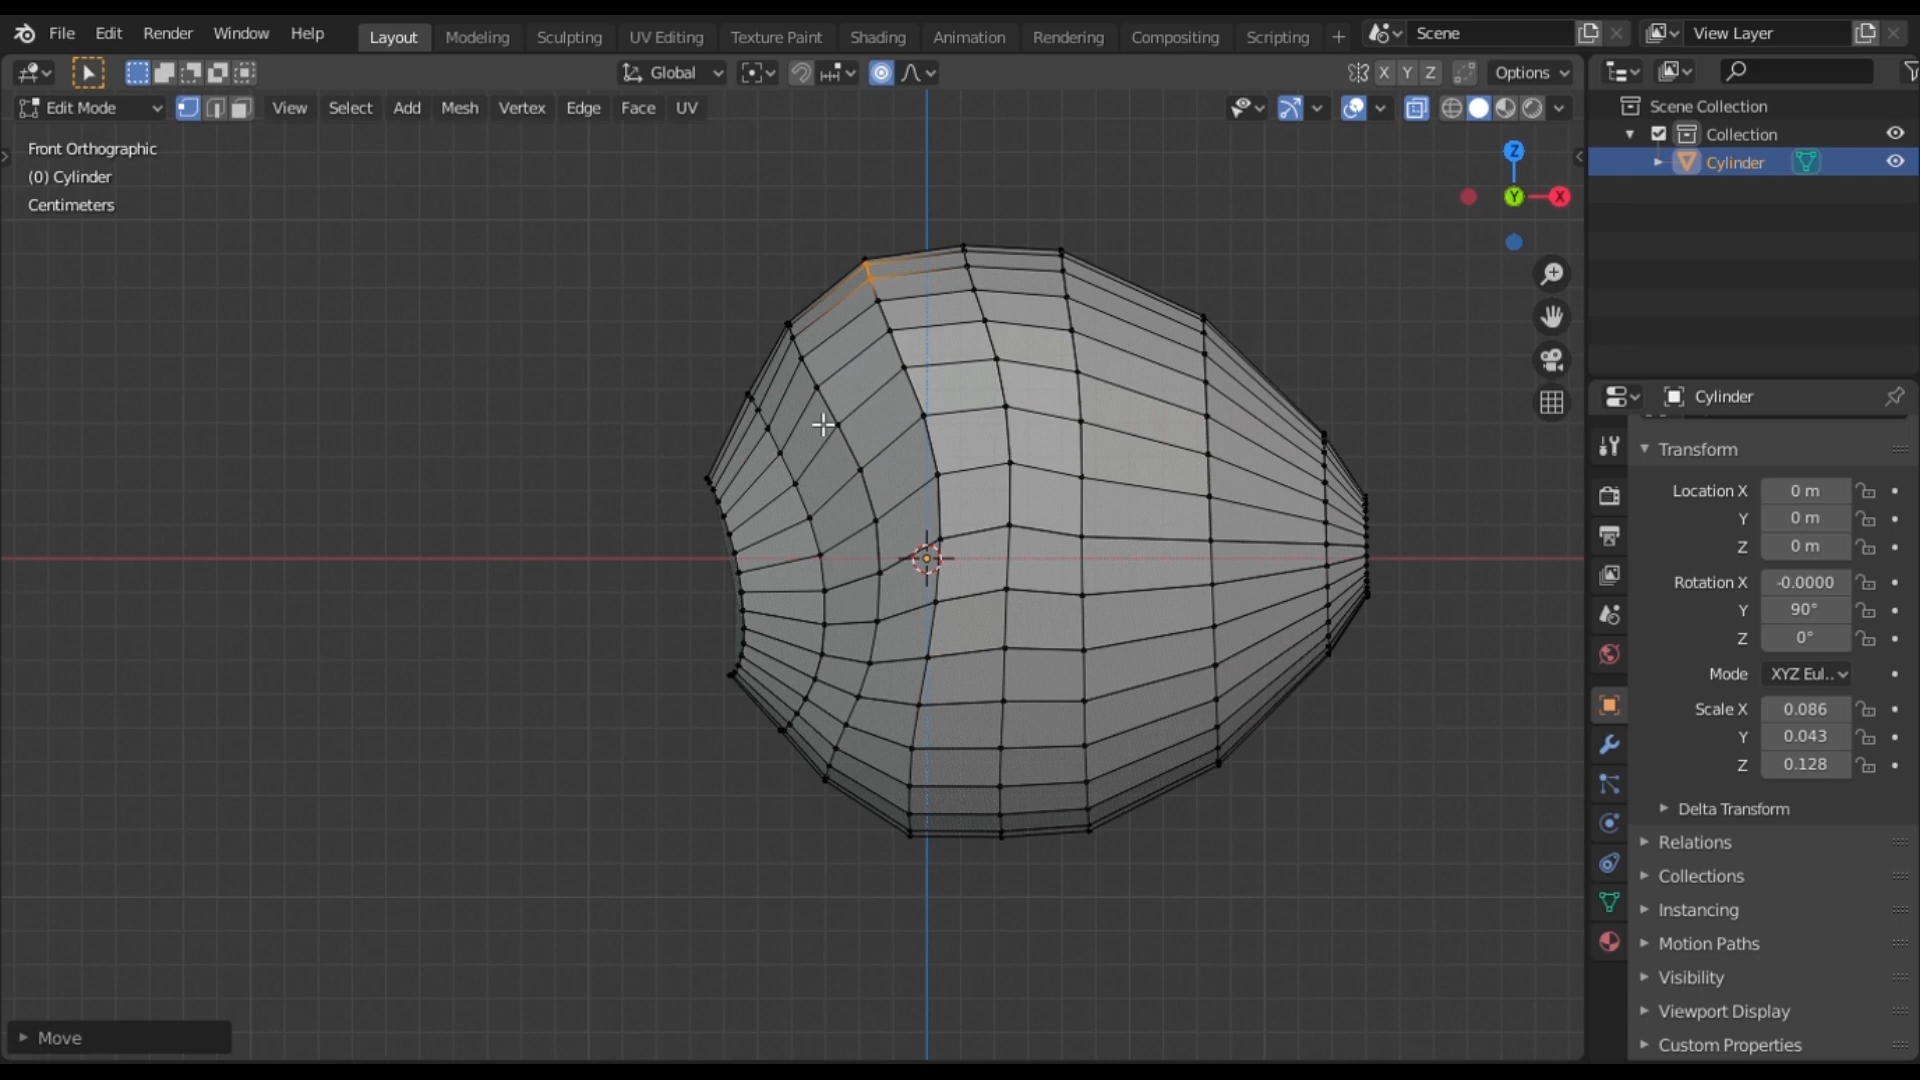 File Edit Render Window Help Layout Modeling Sculpting UV Editing Texture Paint Shading Animation Rendering Compositing Scripting + Scene View Layer
Global X Y Z Options
Edit Mode View Select Add Mesh Vertex Edge Face UV
Front Orthographic
(0) Cylinder
Centimeters
Z
Y
X
Move
Scene Collection
Collection
Cylinder
Cylinder
Transform
Location X 0 m
Y 0 m
Z 0 m
Rotation X -0.0000
Y 90°
Z 0°
Mode XYZ Eul..
Scale X 0.086
Y 0.043
Z 0.128
Delta Transform
Relations
Collections
Instancing
Motion Paths
Visibility
Viewport Display
Custom Properties